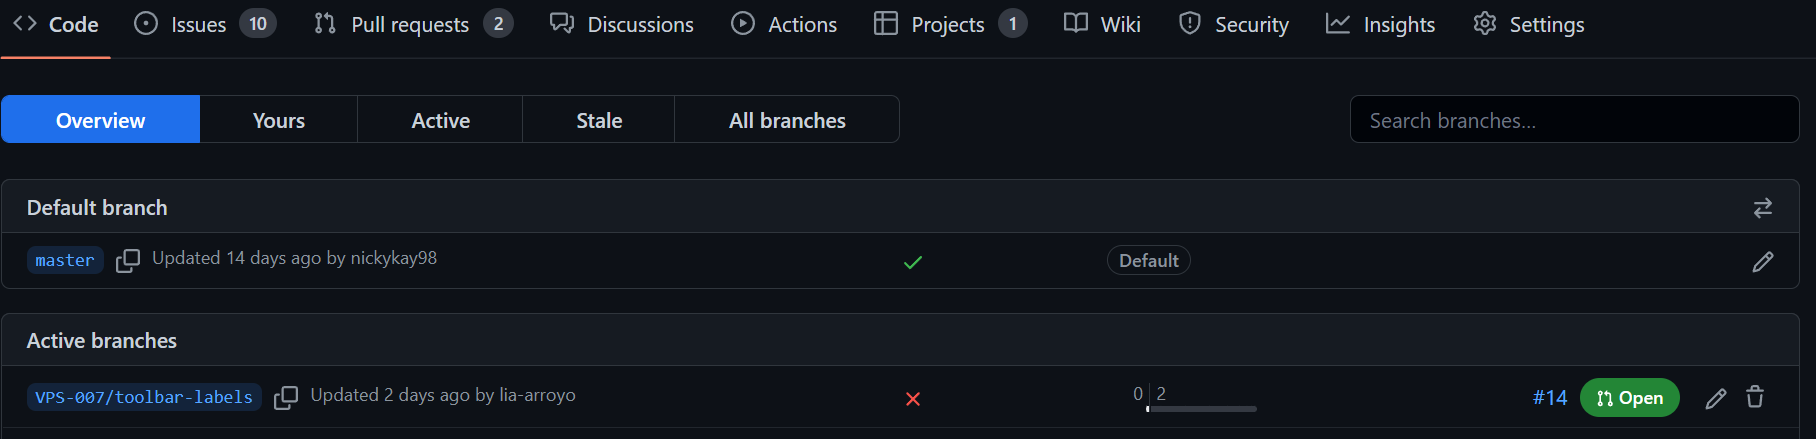 Code Issues 10 Pull requests 2 Discussions Actions Projects 1 Wiki Security Insights Settings
Overview Yours Active Stale All branches Search branches...
Default branch
master Updated 14 days ago by nickykay98 Default
Active branches
VPS-007/toolbar-labels Updated 2 days ago by lia-arroyo 0 2 #14 Open